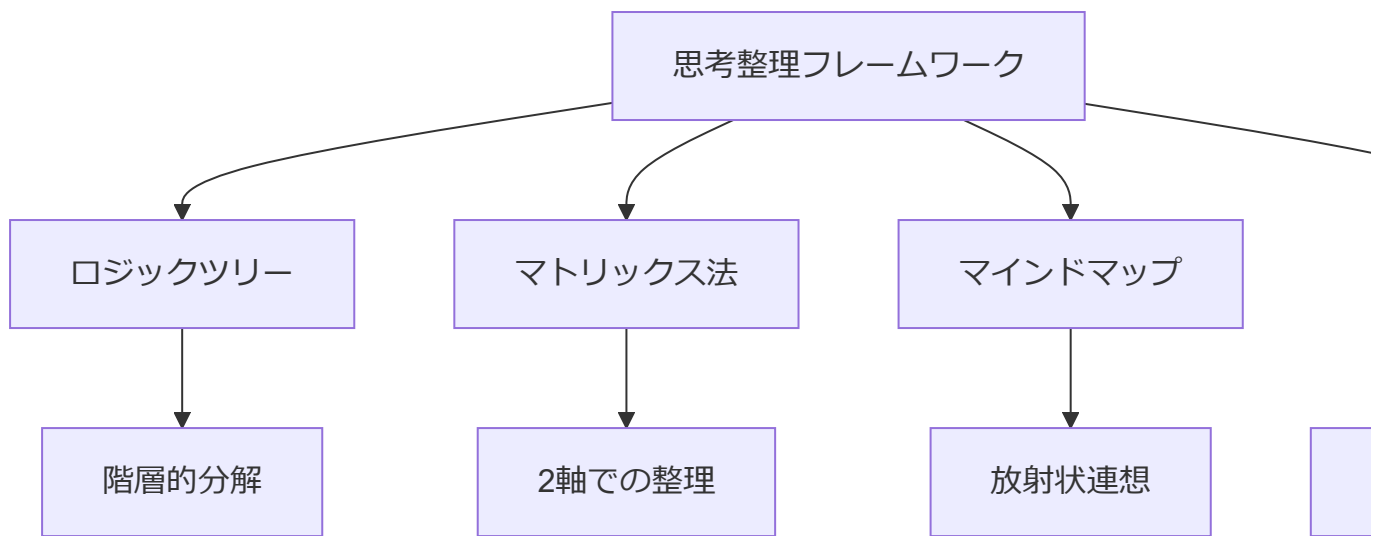 思考整理フレームワーク
ロジックツリー
マトリックス法
マインドマップ
階層的分解
2軸での整理
放射状連想